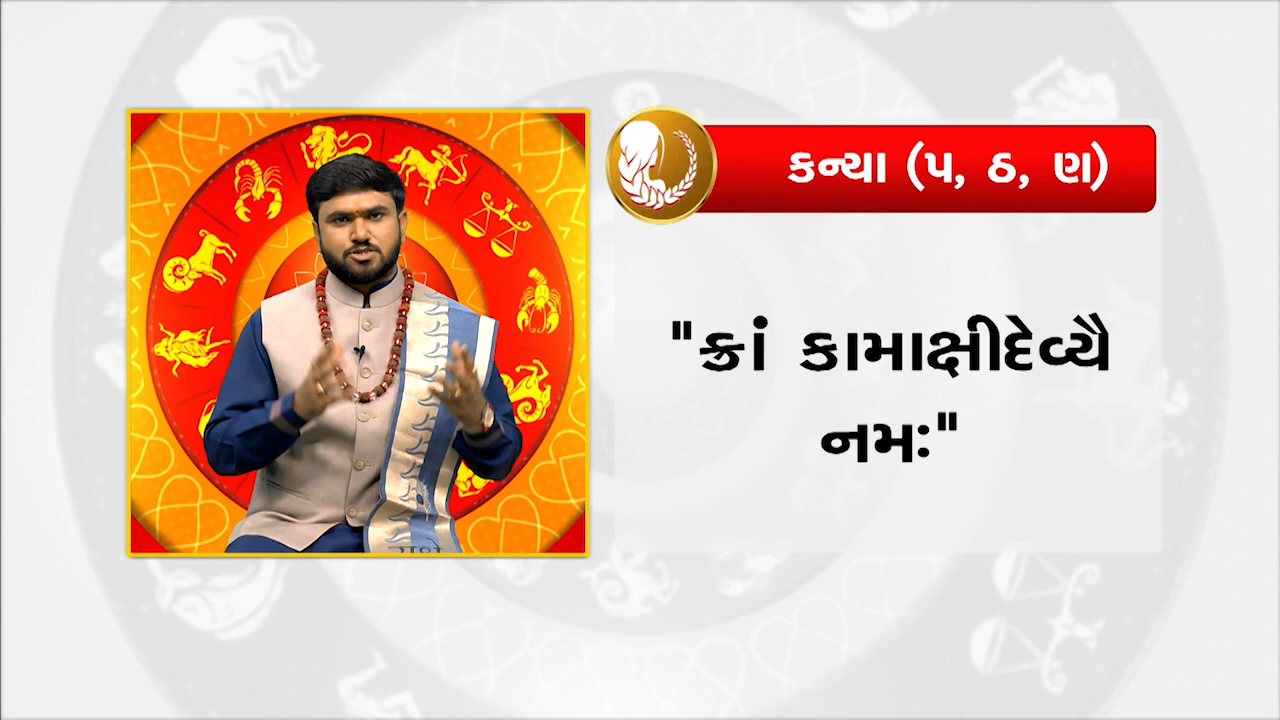 કન્યા (પ, ઠ, ણ)
"ક્રાં કામાક્ષીદેવ્યૈ
નમઃ"